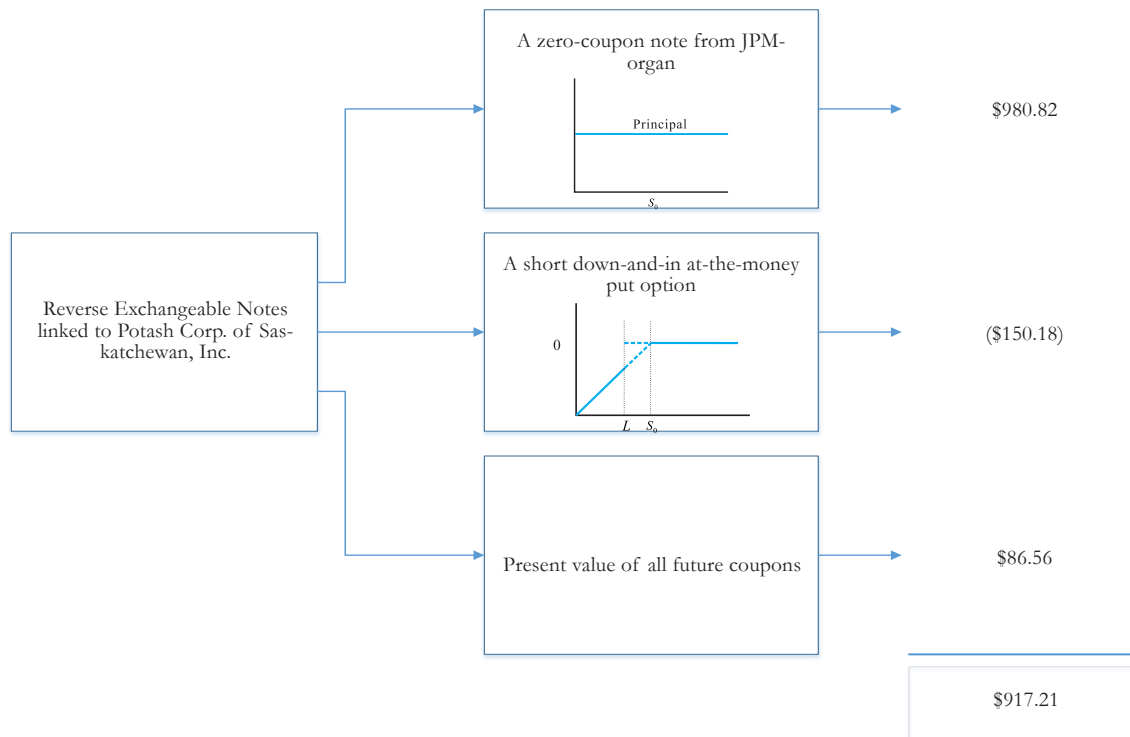 A zero-coupon note from JPM-
organ
Principal
S₀
$980.82
Reverse Exchangeable Notes
linked to Potash Corp. of Sas-
katchewan, Inc.
A short down-and-in at-the-money
put option
0
L S₀
($150.18)
Present value of all future coupons
$86.56
$917.21